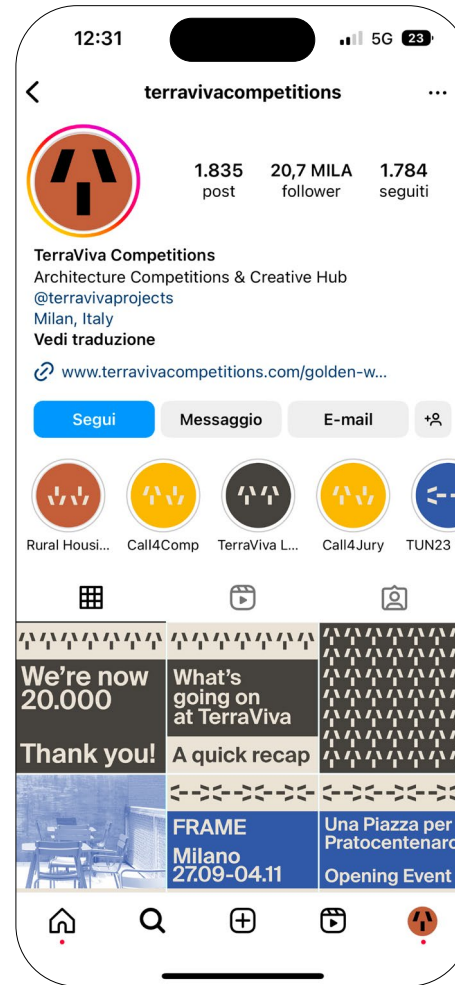 12:31
5G 23
terravivacompetitions
1.835 20,7 MILA 1.784
post follower seguiti
TerraViva Competitions
Architecture Competitions & Creative Hub
@terravivaprojects
Milan, Italy
Vedi traduzione
www.terravivacompetitions.com/golden-w...
Segui Messaggio E-mail
Rural Housi... Call4Comp TerraViva L... Call4Jury TUN23
We're now
20.000
Thank you!
What's
going on
at TerraViva
A quick recap
FRAME
Milano
27.09-04.11
Una Piazza per
Pratocentenaro
Opening Event